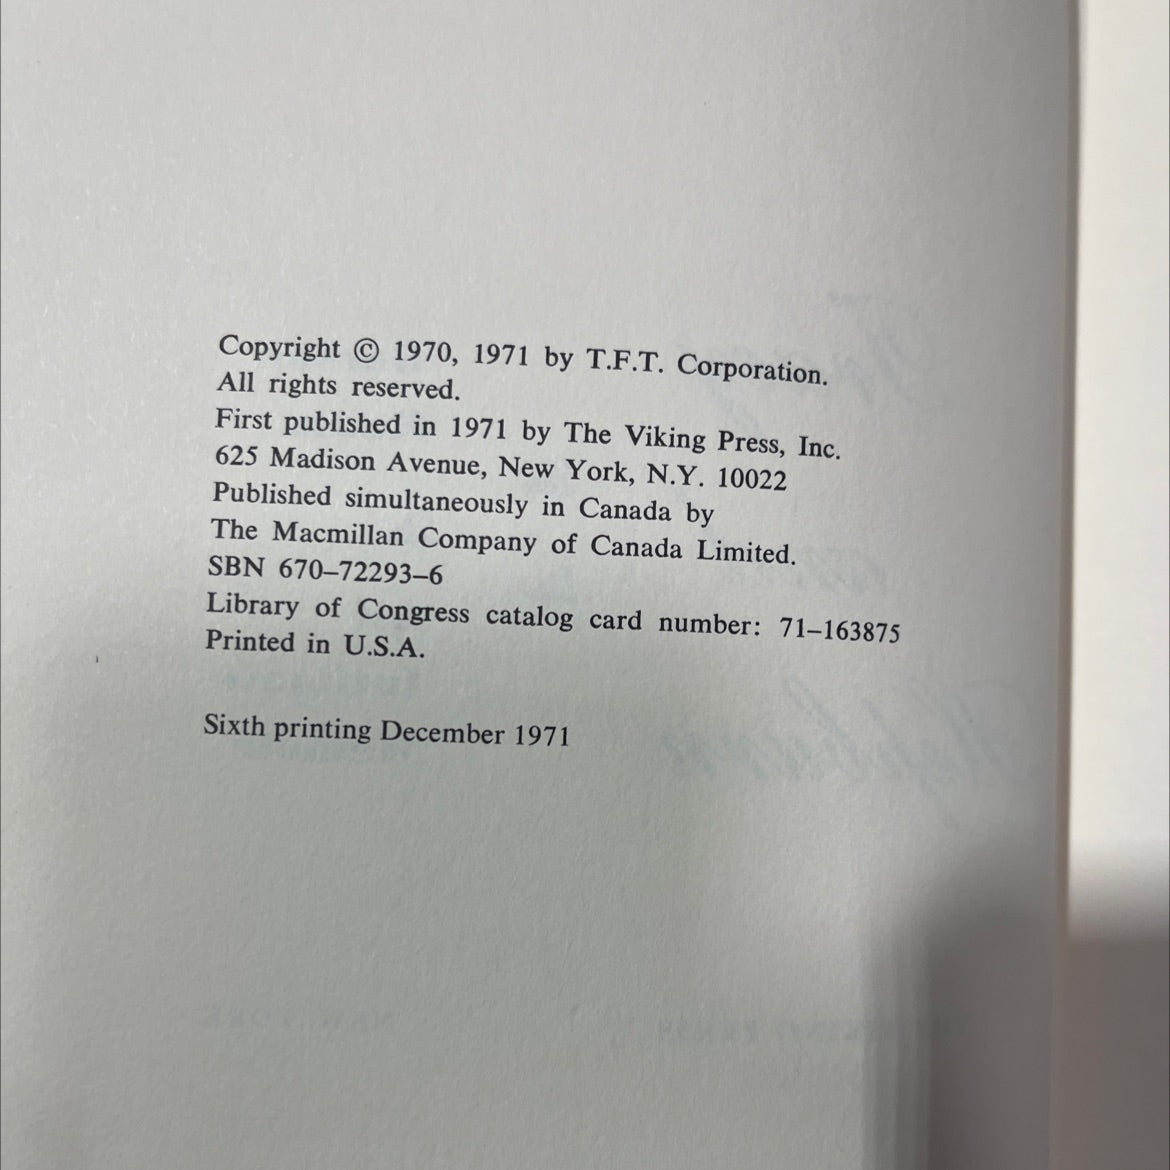 Copyright © 1970, 1971 by T.F.T. Corporation.
All rights reserved.
First published in 1971 by The Viking Press, Inc.
625 Madison Avenue, New York, N.Y. 10022
Published simultaneously in Canada by
The Macmillan Company of Canada Limited.
SBN 670–72293–6
Library of Congress catalog card number: 71–163875
Printed in U.S.A.
Sixth printing December 1971